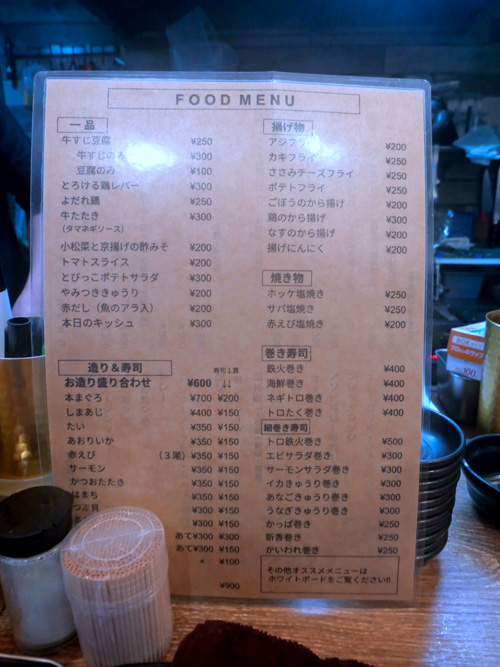 FOOD MENU
一品
牛すじ豆腐 ¥250
牛すじのみ ¥300
豆腐のみ ¥100
とろける鶏レバー ¥300
よだれ鶏 ¥250
牛たたき ¥300
(タマネギソース)
小松菜と京揚げの酢みそ ¥200
トマトスライス ¥200
とびっこポテトサラダ ¥300
やみつききゅうり ¥200
赤だし（魚のアラ入） ¥200
本日のキッシュ ¥300
造り＆寿司 寿司1貫
お造り盛り合わせ ¥600 ↓↓
本まぐろ ¥700 ¥200
しまあじ ¥400 ¥150
たい ¥350 ¥150
あおりいか ¥350 ¥150
赤えび （3尾）¥350 ¥150
サーモン ¥350 ¥150
かつおたたき ¥350 ¥150
はまち ¥350 ¥150
つぶ貝 ¥350 ¥150
¥300 ¥150
あて¥300 ¥150
あて¥300 ¥150
× ¥100
¥900
揚げ物
アジフライ ¥200
カキフライ ¥250
ささみチーズフライ ¥250
ポテトフライ ¥250
ごぼうのから揚げ ¥200
鶏のから揚げ ¥300
なすのから揚げ ¥200
揚げにんにく ¥200
焼き物
ホッケ塩焼き ¥250
サバ塩焼き ¥250
赤えび塩焼き ¥200
巻き寿司
鉄火巻き ¥400
海鮮巻き ¥400
ネギトロ巻き ¥400
トロたく巻き ¥400
細巻き寿司
トロ鉄火巻き ¥500
エビサラダ巻き ¥300
サーモンサラダ巻き ¥300
イカきゅうり巻き ¥300
あなごきゅうり巻き ¥300
うなぎきゅうり巻き ¥300
かっぱ巻き ¥250
新香巻き ¥250
かいわれ巻き ¥250
その他オススメメニューは
ホワイトボードをご覧ください!!
100